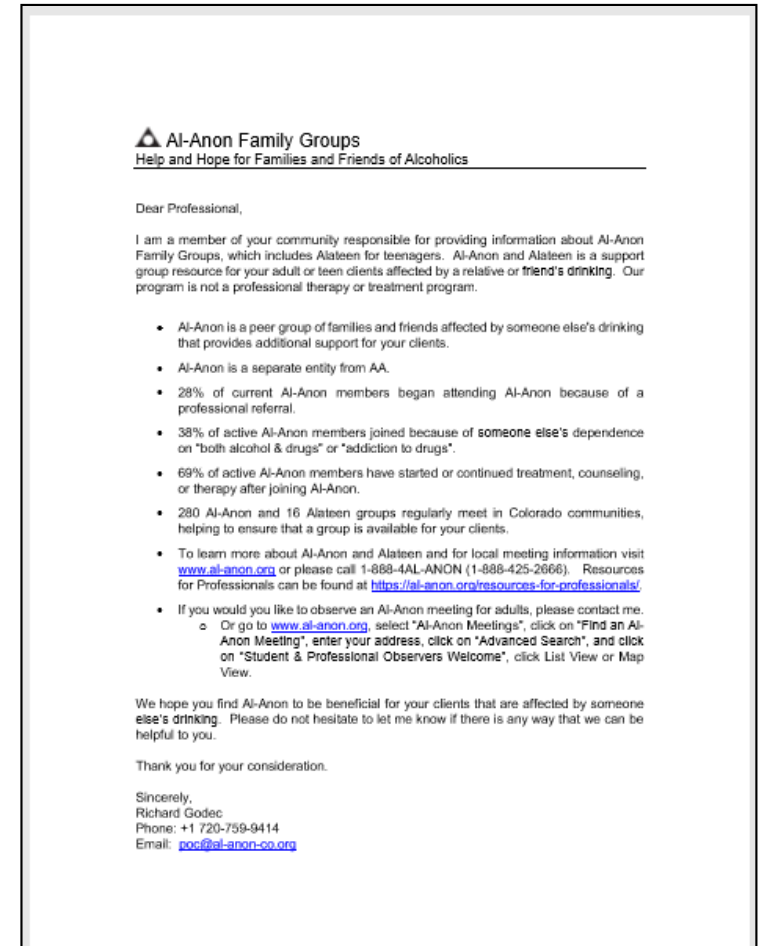 Al-Anon Family Groups
Help and Hope for Families and Friends of Alcoholics
Dear Professional,
I am a member of your community responsible for providing information about Al-Anon
Family Groups, which includes Alateen for teenagers. Al-Anon and Alateen is a support
group resource for your adult or teen clients affected by a relative or friend's drinking. Our
program is not a professional therapy or treatment program.
• Al-Anon is a peer group of families and friends affected by someone else's drinking
that provides additional support for your clients.
• Al-Anon is a separate entity from AA.
• 28% of current Al-Anon members began attending Al-Anon because of a
professional referral.
• 38% of active Al-Anon members joined because of someone else's dependence
on "both alcohol & drugs" or "addiction to drugs".
• 69% of active Al-Anon members have started or continued treatment, counseling,
or therapy after joining Al-Anon.
• 280 Al-Anon and 16 Alateen groups regularly meet in Colorado communities,
helping to ensure that a group is available for your clients.
• To learn more about Al-Anon and Alateen and for local meeting information visit
www.al-anon.org or please call 1-888-4AL-ANON (1-888-425-2666). Resources
for Professionals can be found at https://al-anon.org/resources-for-professionals/.
• If you would you like to observe an Al-Anon meeting for adults, please contact me.
o Or go to www.al-anon.org, select "Al-Anon Meetings", click on "Find an Al-
Anon Meeting", enter your address, click on "Advanced Search", and click
on "Student & Professional Observers Welcome", click List View or Map
View.
We hope you find Al-Anon to be beneficial for your clients that are affected by someone
else's drinking. Please do not hesitate to let me know if there is any way that we can be
helpful to you.
Thank you for your consideration.
Sincerely,
Richard Godec
Phone: +1 720-759-9414
Email: poc@al-anon-co.org